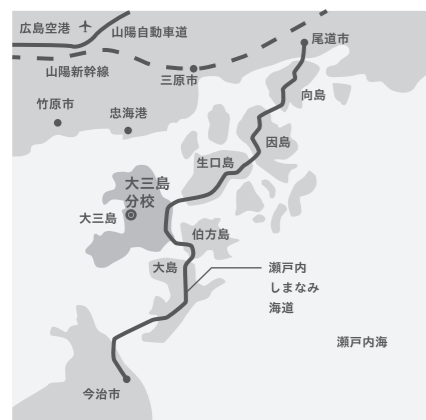 広島空港
山陽自動車道
尾道市
山陽新幹線
三原市
向島
竹原市
忠海港
因島
生口島
大三島
分校
大三島
伯方島
大島
瀬戸内
しまなみ
海道
瀬戸内海
今治市